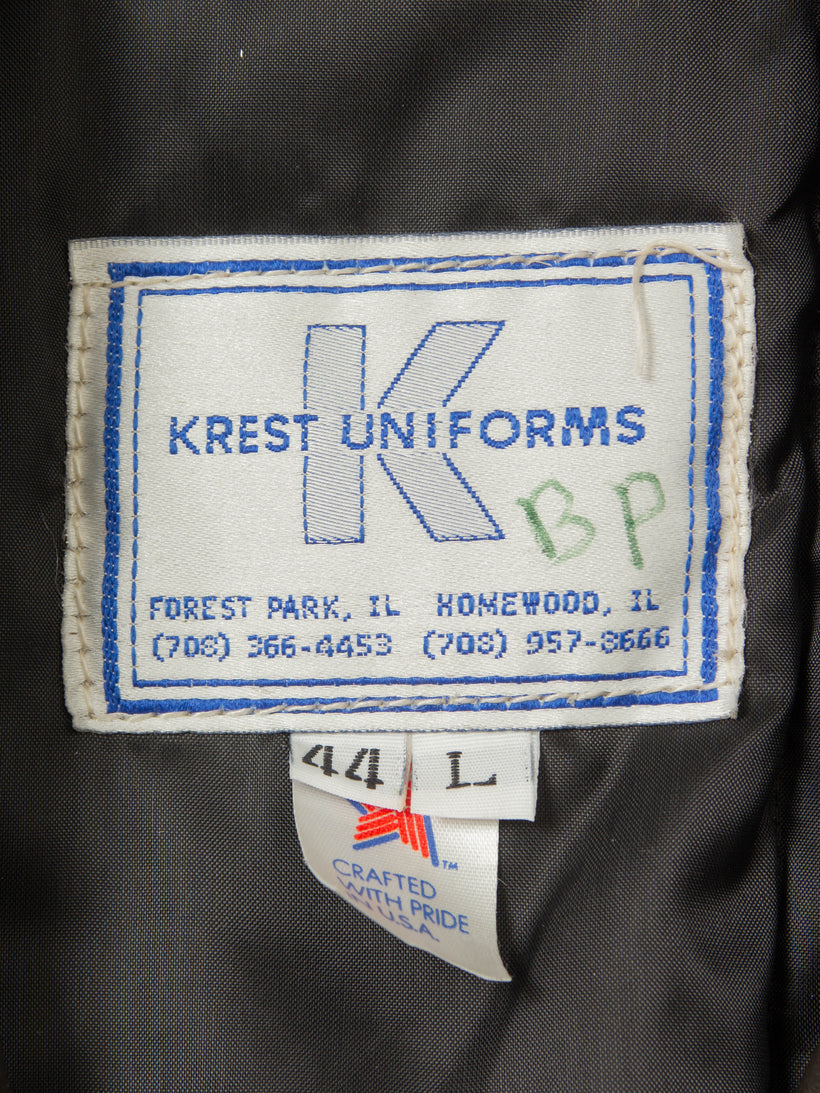 K
KREST UNIFORMS
BP
FOREST PARK, IL HOMEWOOD, IL
(708) 366-4453 (708) 957-8666
44 L
TM
CRAFTED
WITH PRIDE
IN U.S.A.